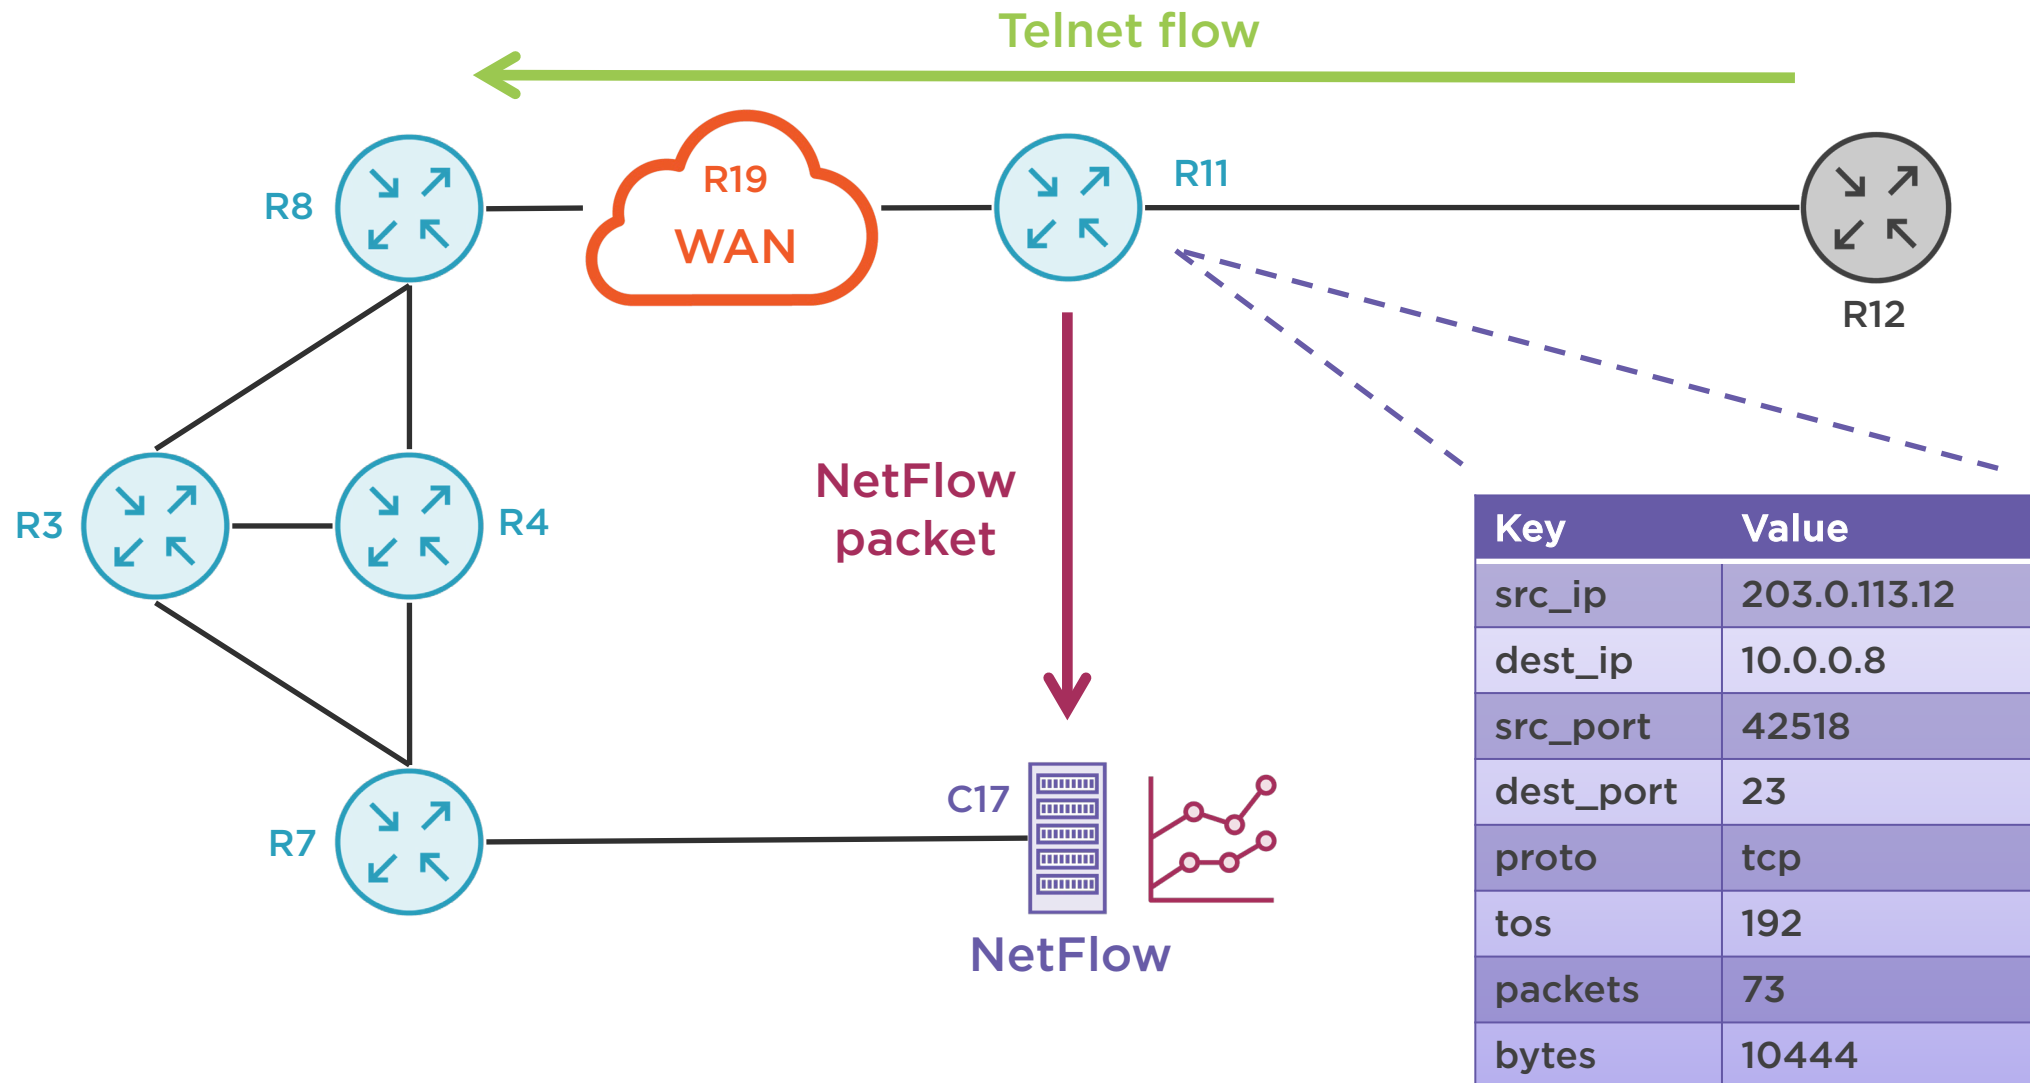 Telnet flow
R8
R19
WAN
R11
R12
R3
R4
NetFlow
packet
R7
C17
NetFlow
Key Value
src_ip 203.0.113.12
dest_ip 10.0.0.8
src_port 42518
dest_port 23
proto tcp
tos 192
packets 73
bytes 10444